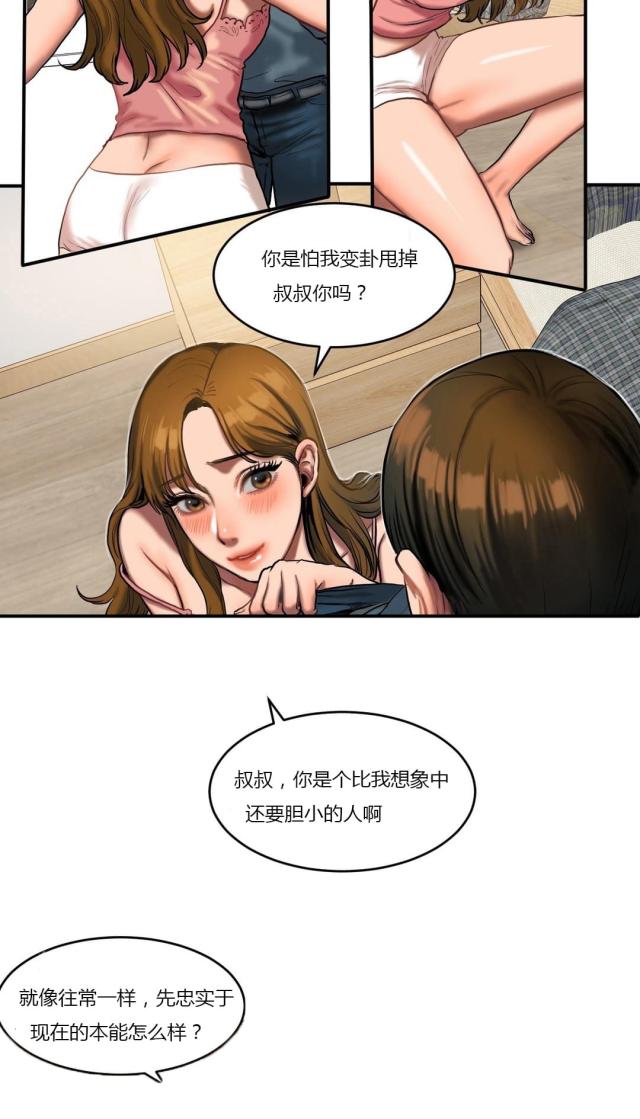 你是怕我变卦甩掉
叔叔你吗？
叔叔，你是个比我想象中
还要胆小的人啊
就像往常一样，先忠实于
现在的本能怎么样？